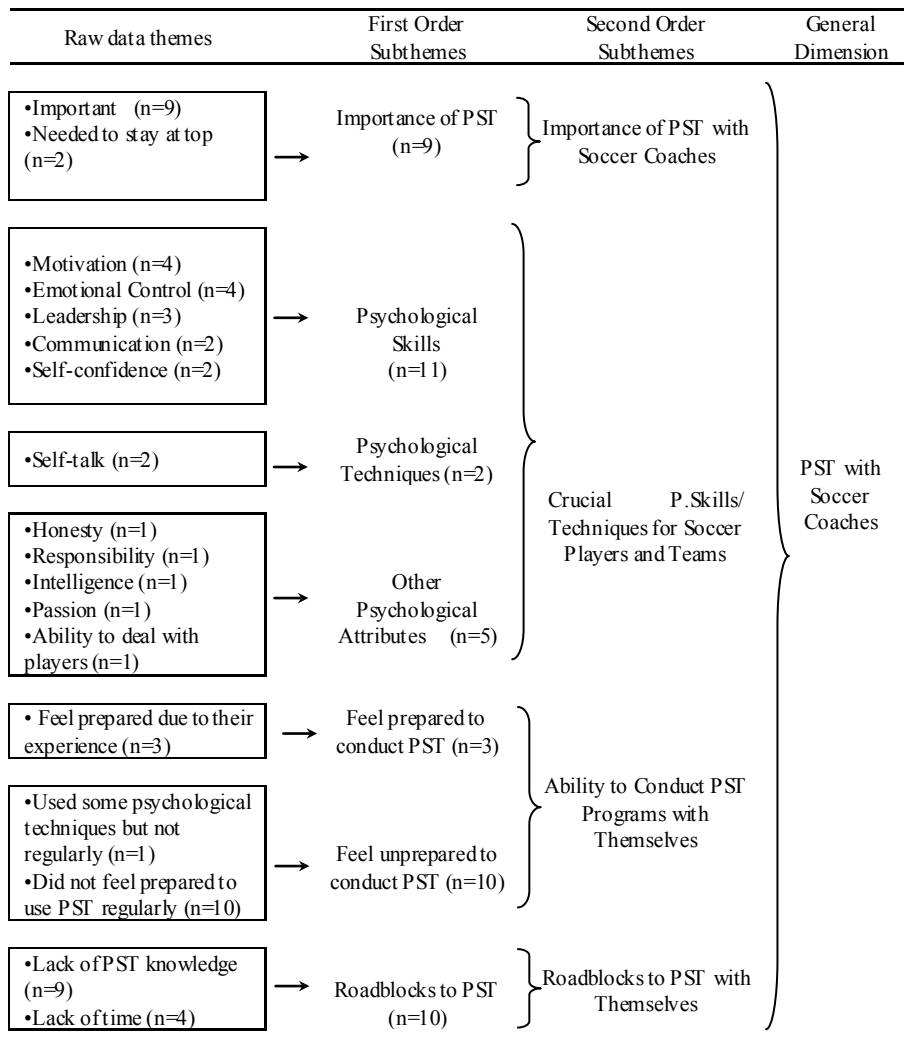 Raw data themes
First Order
Subthemes
Second Order
Subthemes
General
Dimension
•Important (n=9)
•Needed to stay at top
(n=2)
Importance of PST
(n=9)
Importance of PST with
Soccer Coaches
•Motivation (n=4)
•Emotional Control (n=4)
•Leadership (n=3)
•Communication (n=2)
•Self-confidence (n=2)
Psychological
Skills
(n=11)
•Self-talk (n=2)
Psychological
Techniques (n=2)
•Honesty (n=1)
•Responsibility (n=1)
•Intelligence (n=1)
•Passion (n=1)
•Ability to deal with
players (n=1)
Other
Psychological
Attributes (n=5)
Crucial P.Skills/
Techniques for Soccer
Players and Teams
PST with
Soccer
Coaches
• Feel prepared due to their
experience (n=3)
Feel prepared to
conduct PST (n=3)
•Used some psychological
techniques but not
regularly (n=1)
•Did not feel prepared to
use PST regularly (n=10)
Feel unprepared to
conduct PST (n=10)
Ability to Conduct PST
Programs with
Themselves
•Lack of PST knowledge
(n=9)
•Lack of time (n=4)
Roadblocks to PST
(n=10)
Roadblocks to PST with
Themselves